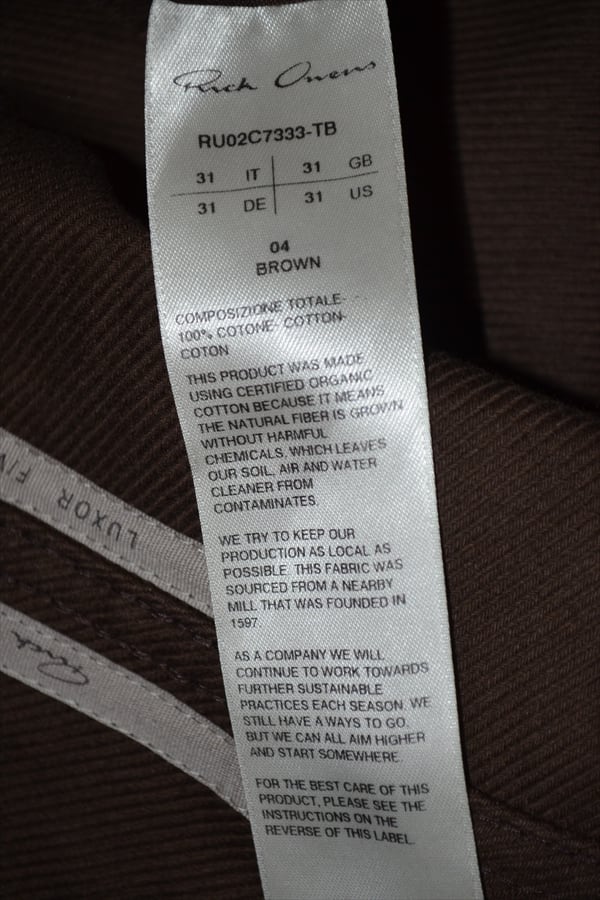 Rick Owens
RU02C7333-TB
31 IT 31 GB
31 DE 31 US
04
BROWN
COMPOSIZIONE TOTALE-
100% COTONE- COTTON-
COTON
THIS PRODUCT WAS MADE
USING CERTIFIED ORGANIC
COTTON BECAUSE IT MEANS
THE NATURAL FIBER IS GROWN
WITHOUT HARMFUL
CHEMICALS, WHICH LEAVES
OUR SOIL, AIR AND WATER
CLEANER FROM
CONTAMINATES.
WE TRY TO KEEP OUR
PRODUCTION AS LOCAL AS
POSSIBLE. THIS FABRIC WAS
SOURCED FROM A NEARBY
MILL THAT WAS FOUNDED IN
1597.
AS A COMPANY WE WILL
CONTINUE TO WORK TOWARDS
FURTHER SUSTAINABLE
PRACTICES EACH SEASON. WE
STILL HAVE A WAYS TO GO,
BUT WE CAN ALL AIM HIGHER
AND START SOMEWHERE.
FOR THE BEST CARE OF THIS
PRODUCT, PLEASE SEE THE
INSTRUCTIONS ON THE
REVERSE OF THIS LABEL.
LUXOR
Rick